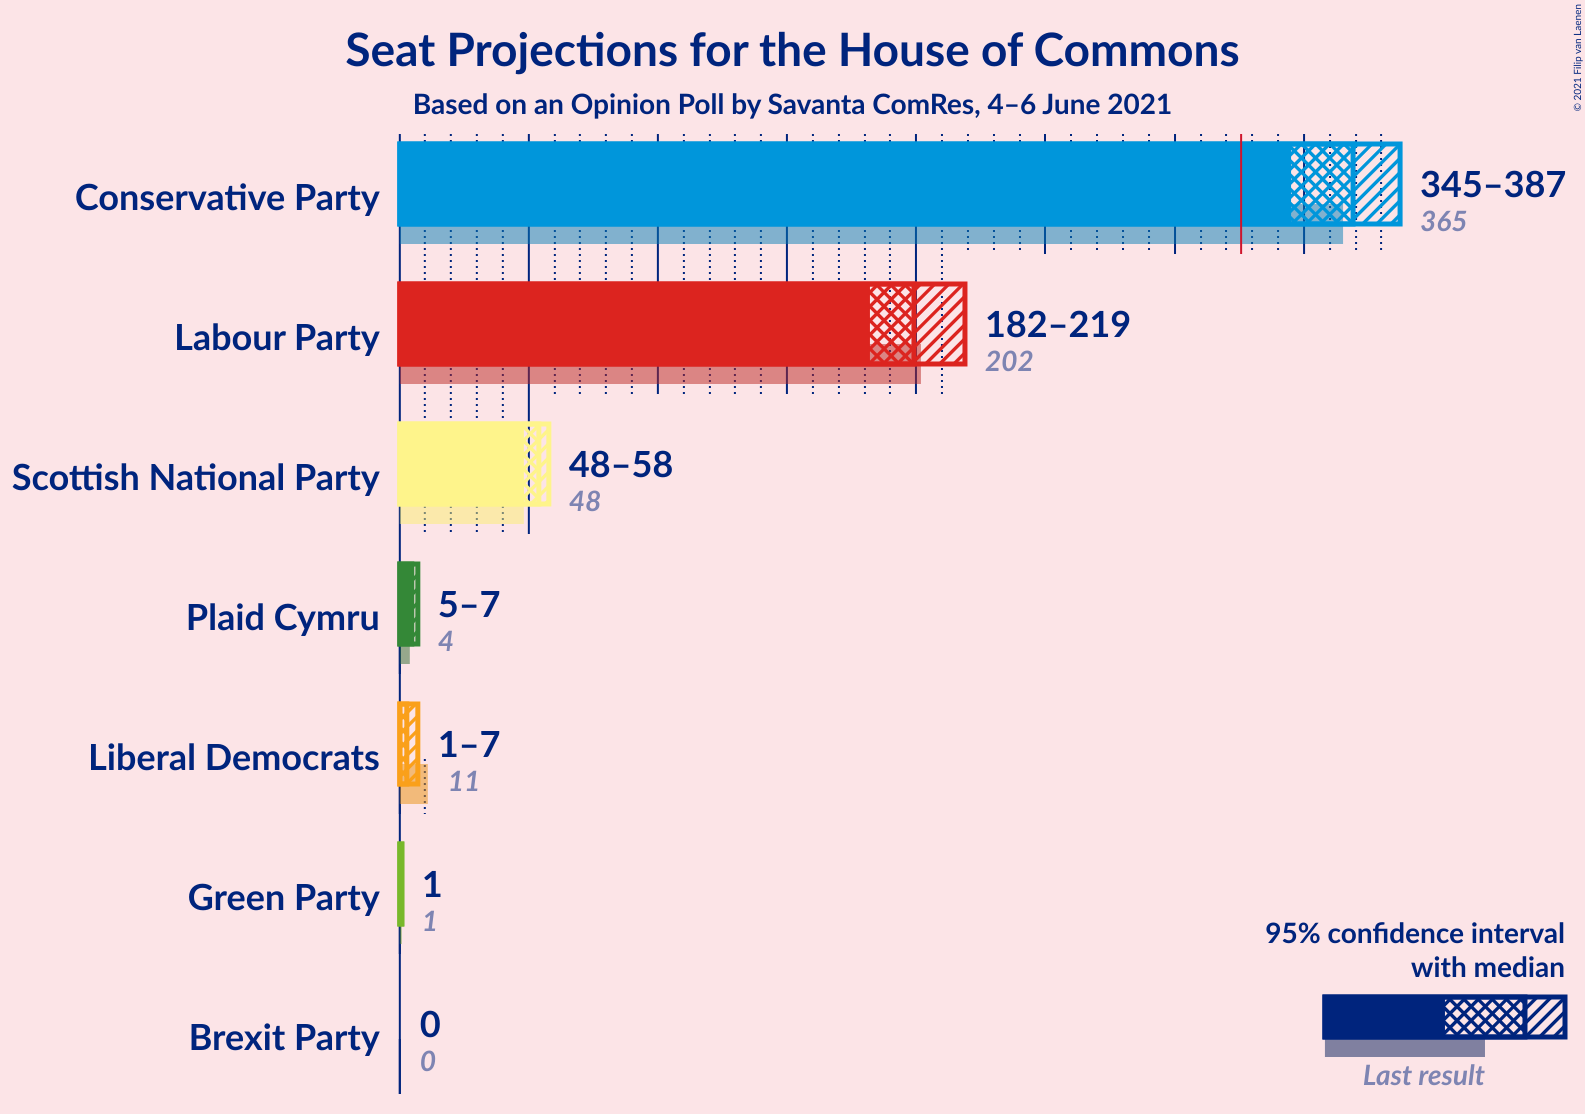 Seat Projections for the House of Commons
Based on an Opinion Poll by Savanta ComRes, 4–6 June 2021
© 2021 Filip van Laenen
Conservative Party
345–387
365
Labour Party
182–219
202
Scottish National Party
48–58
48
Plaid Cymru
5–7
4
Liberal Democrats
1–7
11
Green Party
1
1
Brexit Party
0
0
95% confidence interval
with median
Last result